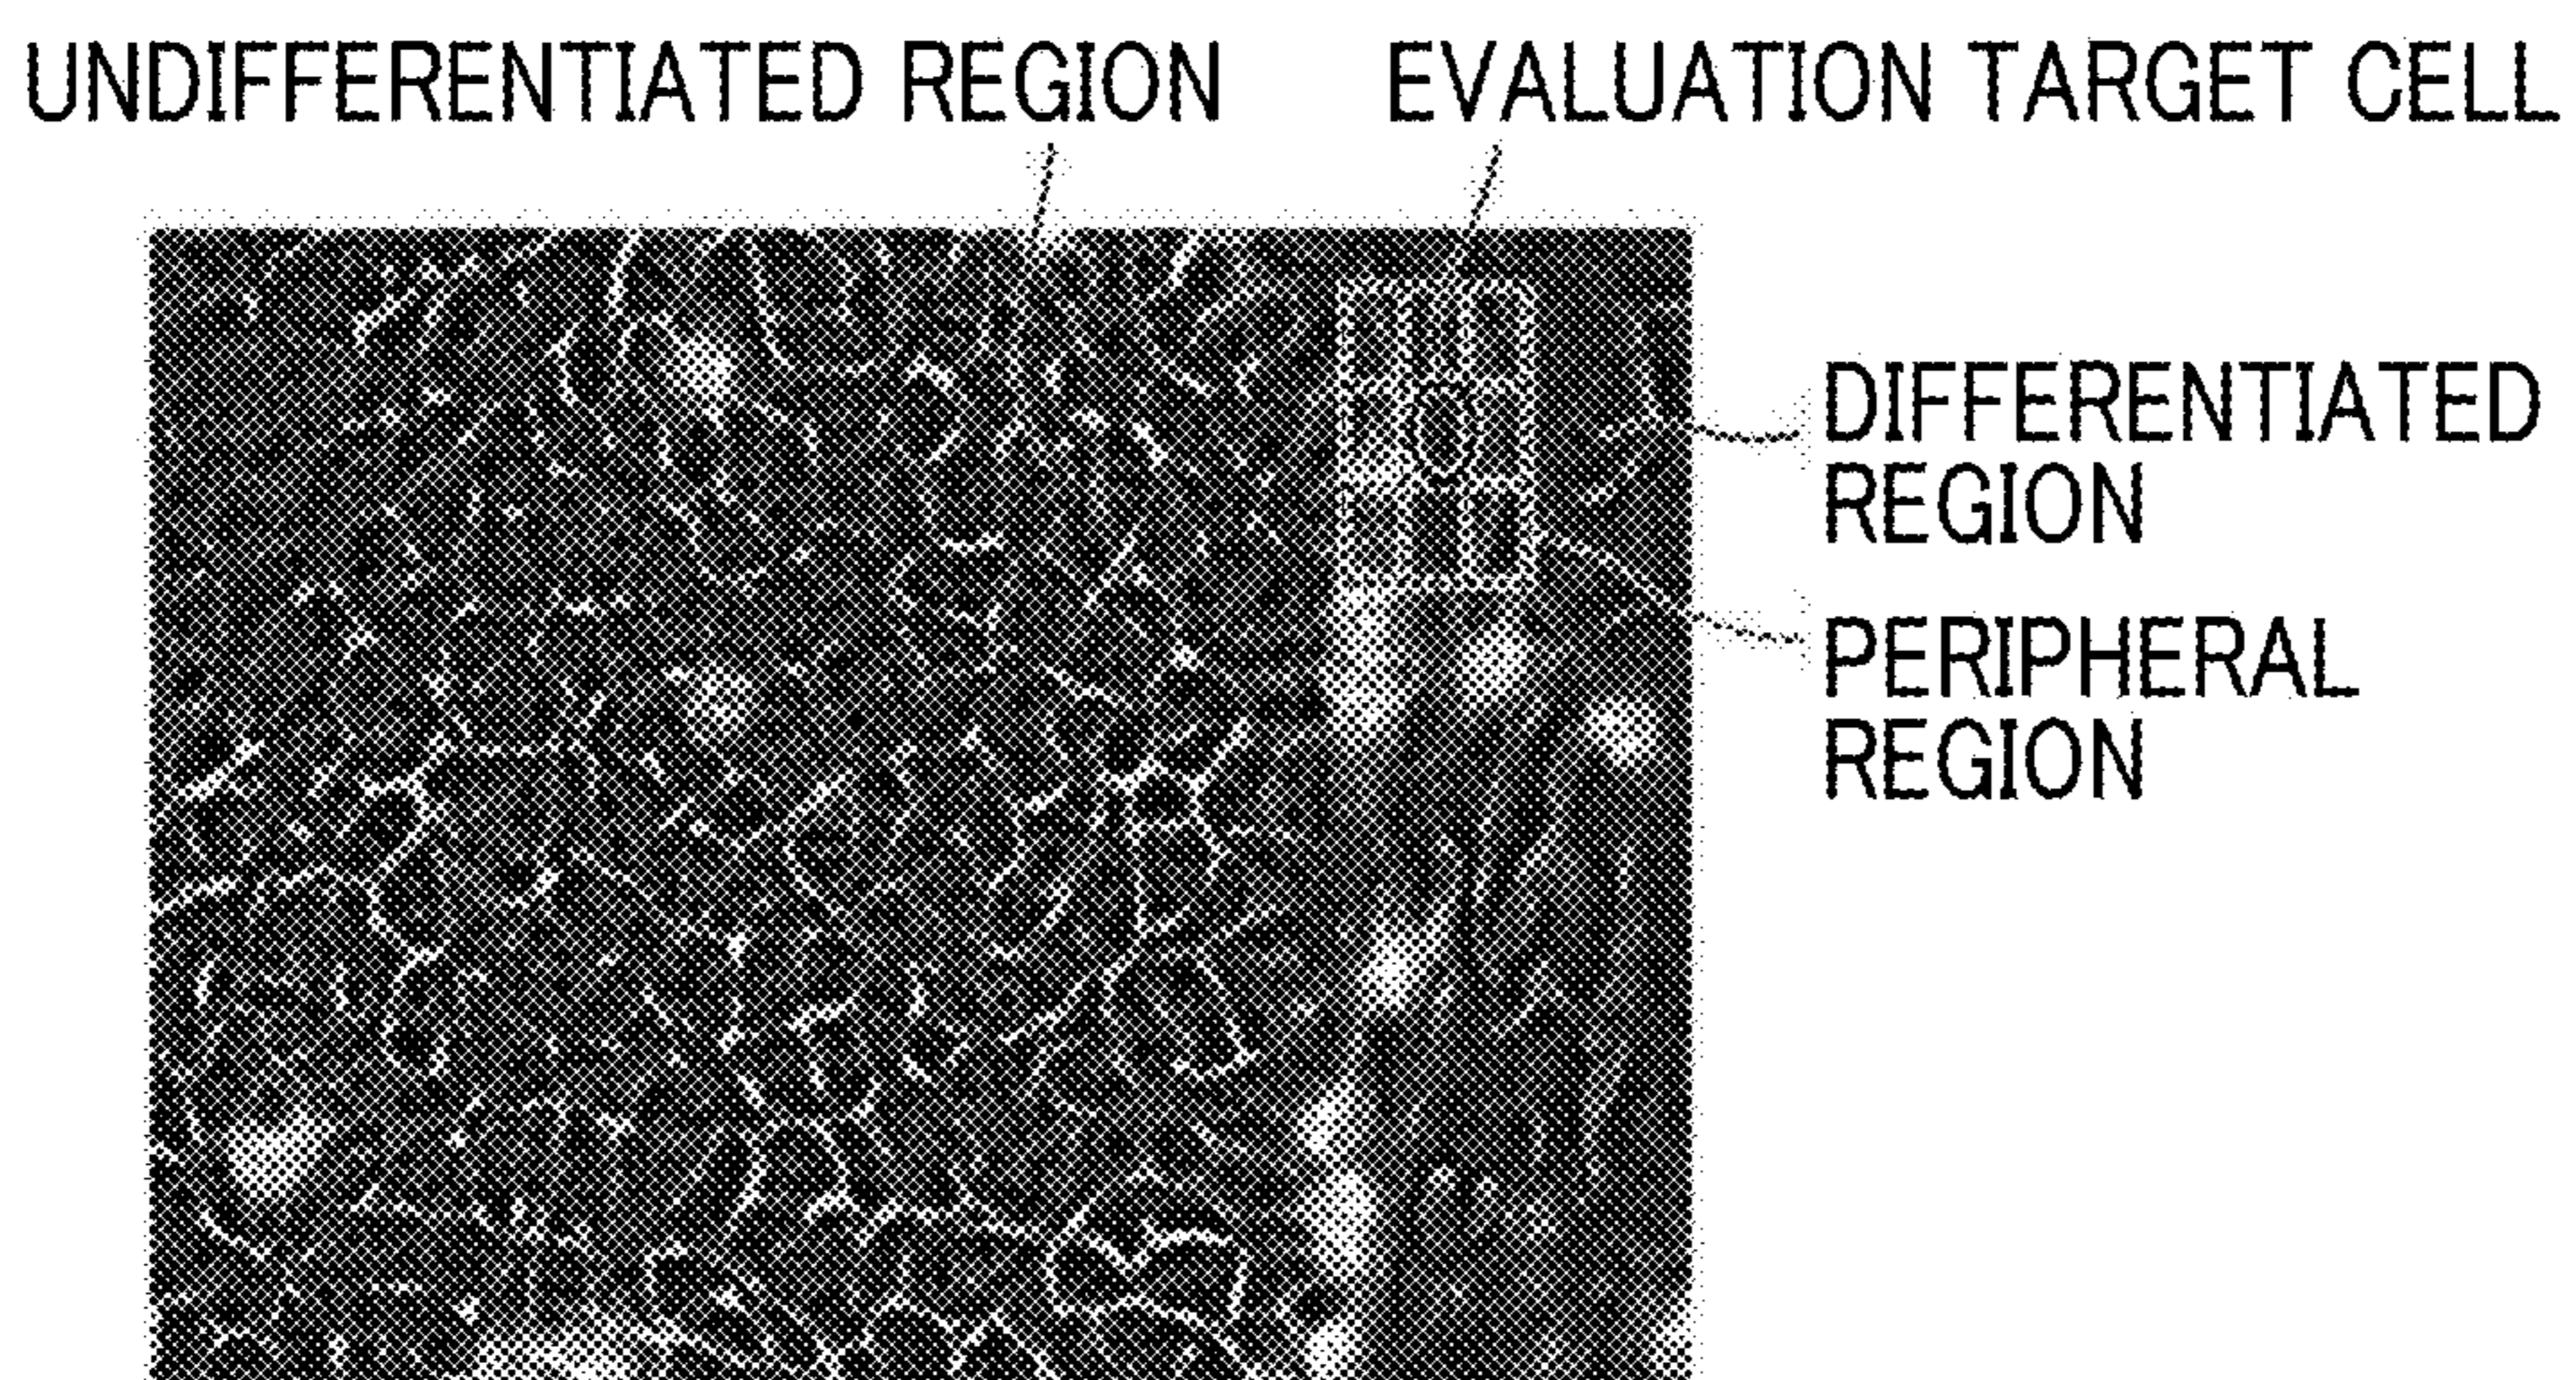 UNDIFFERENTIATED REGION
EVALUATION TARGET CELL
DIFFERENTIATED
REGION
PERIPHERAL
REGION